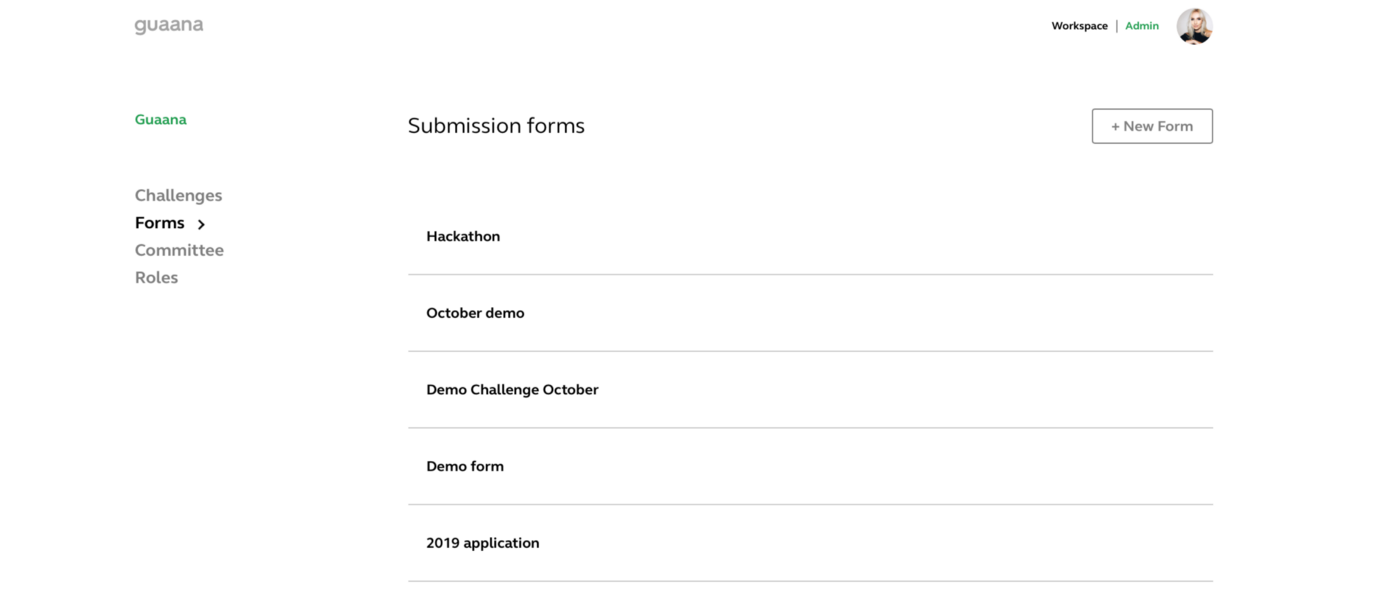 guaana
Workspace | Admin
Guaana
Submission forms
+ New Form
Challenges
Forms
Committee
Roles
Hackathon
October demo
Demo Challenge October
Demo form
2019 application